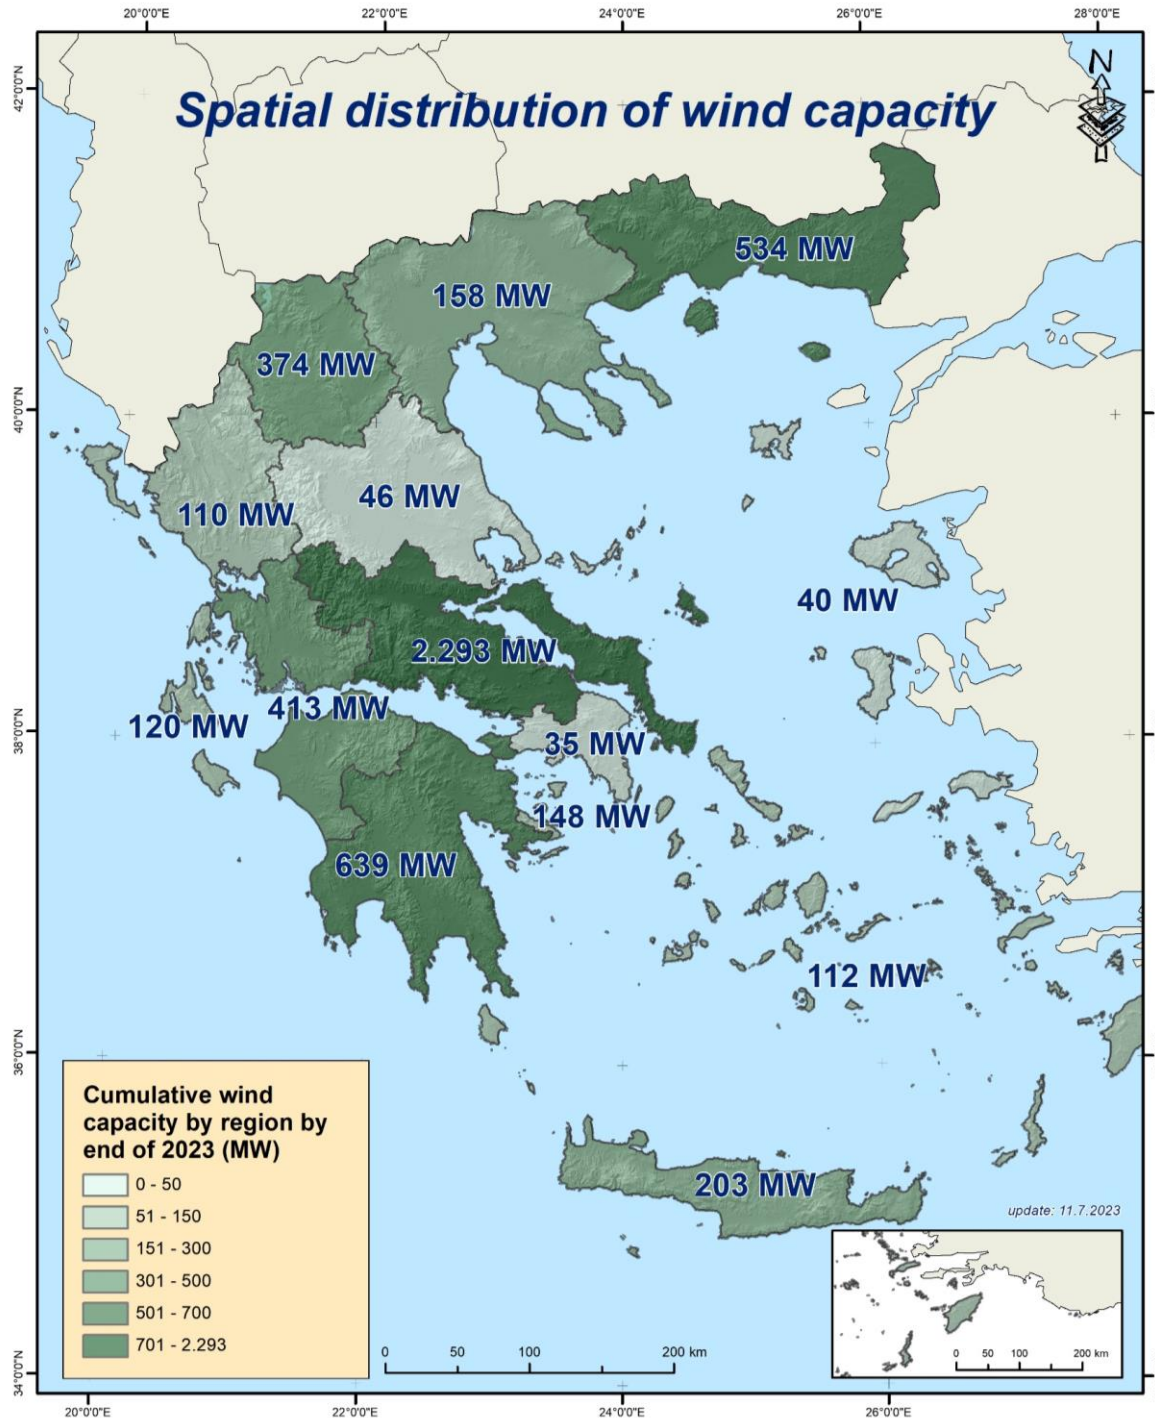 20°0'0"E 22°0'0"E 24°0'0"E 26°0'0"E 28°0'0"E
42°0'0"N
N
Spatial distribution of wind capacity
534 MW
158 MW
374 MW
40°0'0"N
46 MW
110 MW
40 MW
2.293 MW
413 MW
120 MW
38°0'0"N
35 MW
148 MW
639 MW
112 MW
36°0'0"N
Cumulative wind
capacity by region by
end of 2023 (MW)
0 - 50
51 - 150
151 - 300
301 - 500
501 - 700
701 - 2.293
203 MW
update: 11.7.2023
0 50 100 200 km
0 50 100 200 km
34°0'0"N
20°0'0"E 22°0'0"E 24°0'0"E 26°0'0"E